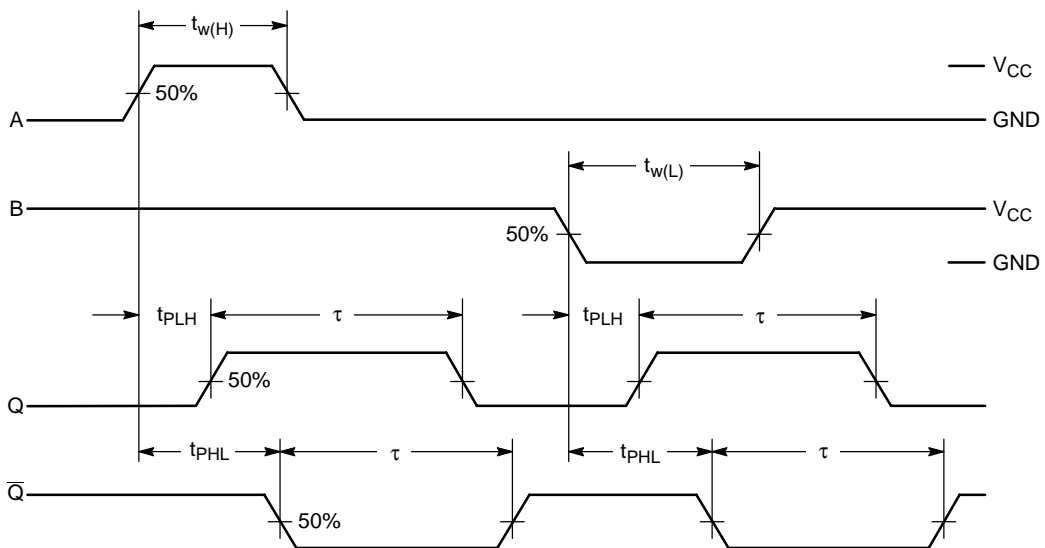 tw(H)
VCC
50%
A
GND
tw(L)
B
VCC
50%
GND
tPLH
τ
tPLH
τ
50%
Q
tPHL
τ
tPHL
τ
Q̅
50%